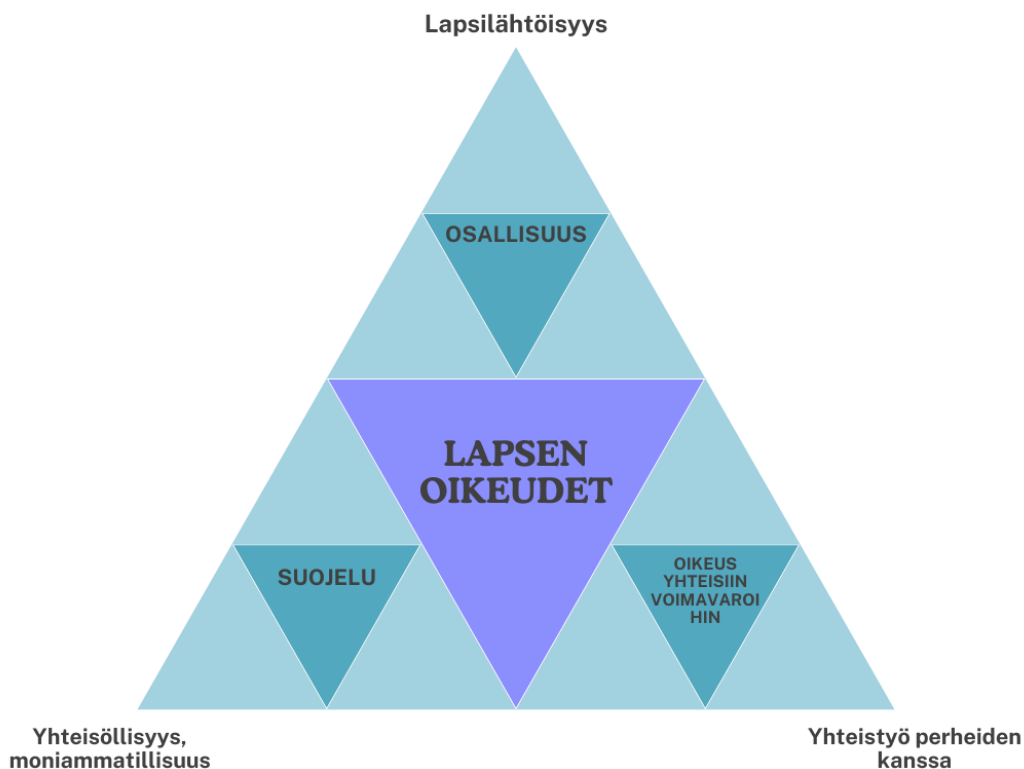 Lapsilähtöisyys
OSALLISUUS
LAPSEN
OIKEUDET
SUOJELU
OIKEUS
YHTEISIIN
VOIMAVAROI
HIN
Yhteisöllisyys,
moniammatillisuus
Yhteistyö perheiden
kanssa